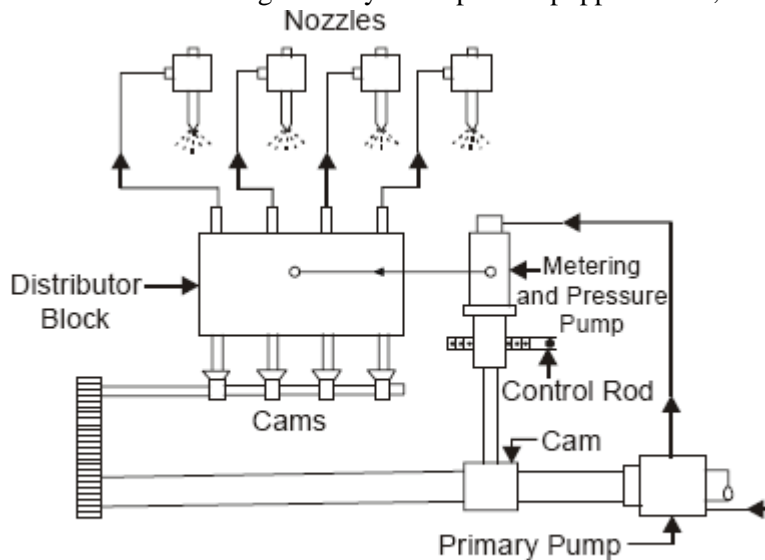 Nozzles
Distributor
Block
Metering
and Pressure
Pump
Control Rod
Cams
Cam
Primary Pump